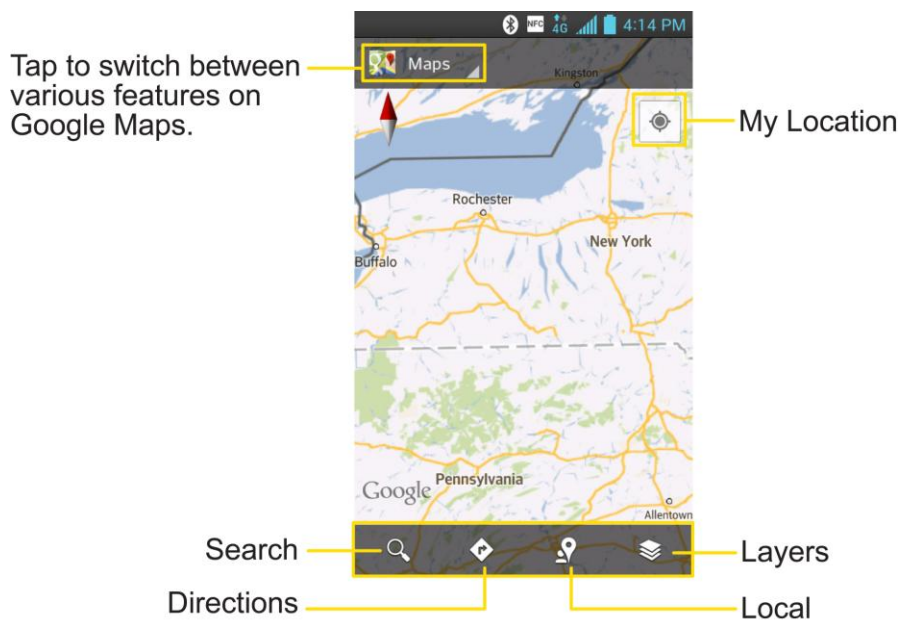 NFC 4G 4:14 PM
Tap to switch between
various features on
Google Maps.
Maps
Kingston
My Location
Rochester
New York
Buffalo
Pennsylvania
Google
Allentown
Search
Layers
Directions
Local